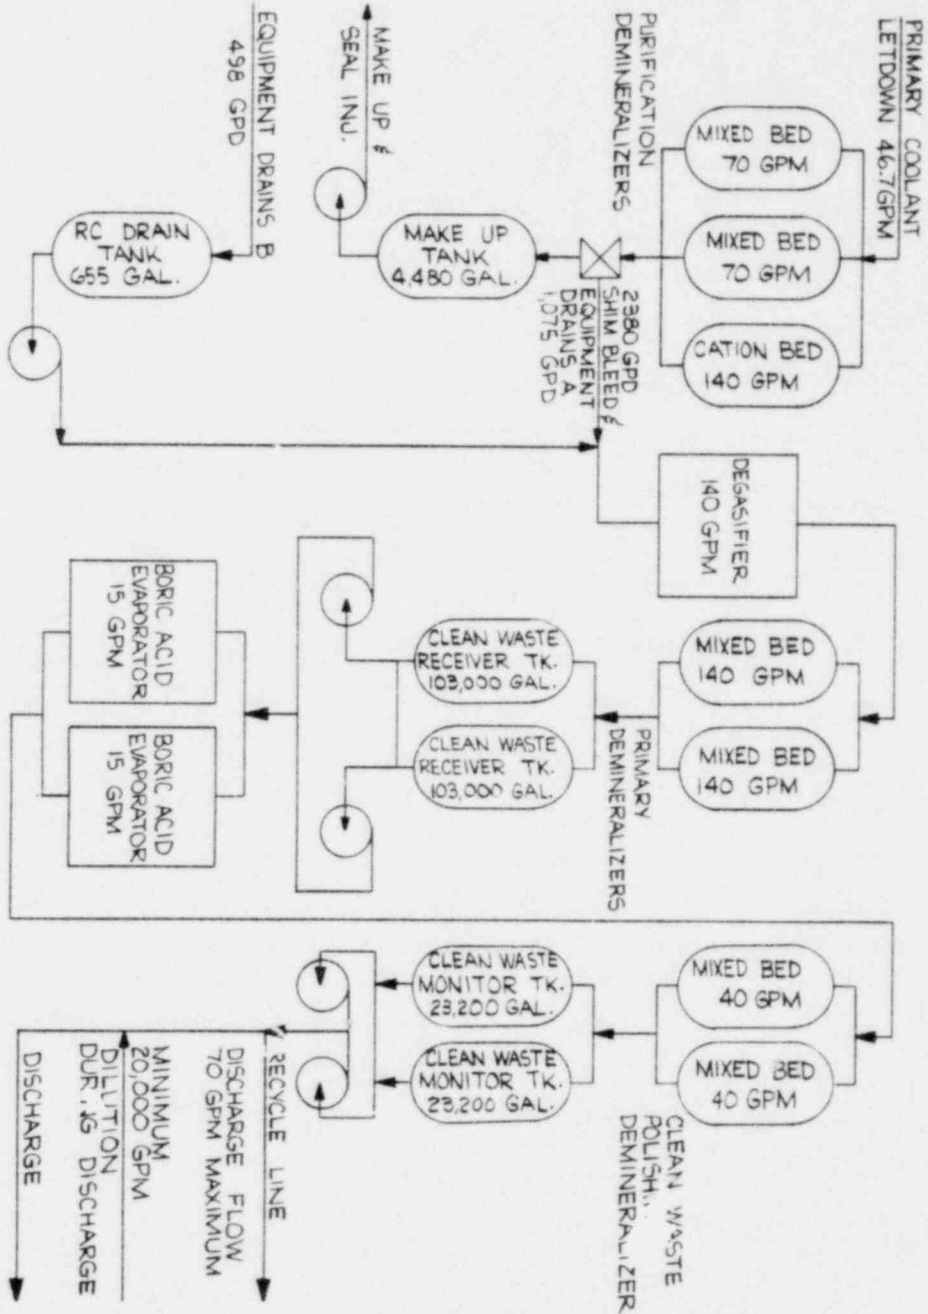 PRIMARY COOLANT
LETDOWN 46.7GPM
MIXED BED
70 GPM
MIXED BED
70 GPM
CATION BED
140 GPM
PURIFICATION
DEMINERALIZERS
MAKE UP &
SEAL INJ.
MAKE UP
TANK
4,480 GAL.
2380 GPD
SHIM BLEED &
EQUIPMENT
DRAINS A
1,075 GPD
EQUIPMENT DRAINS B
498 GPD
RC DRAIN
TANK
655 GAL.
DEGASIFIER
140 GPM
MIXED BED
140 GPM
MIXED BED
140 GPM
PRIMARY
DEMINERALIZERS
CLEAN WASTE
RECEIVER TK.
103,000 GAL.
CLEAN WASTE
RECEIVER TK.
103,000 GAL.
BORIC ACID
EVAPORATOR
15 GPM
BORIC ACID
EVAPORATOR
15 GPM
MIXED BED
40 GPM
MIXED BED
40 GPM
CLEAN WASTE
POLISH
DEMINERALIZER
CLEAN WASTE
MONITOR TK.
23,200 GAL.
CLEAN WASTE
MONITOR TK.
23,200 GAL.
RECYCLE LINE
DISCHARGE FLOW
70 GPM MAXIMUM
MINIMUM
20,000 GPM
DILUTION
DISCHARGE
DISCHARGE